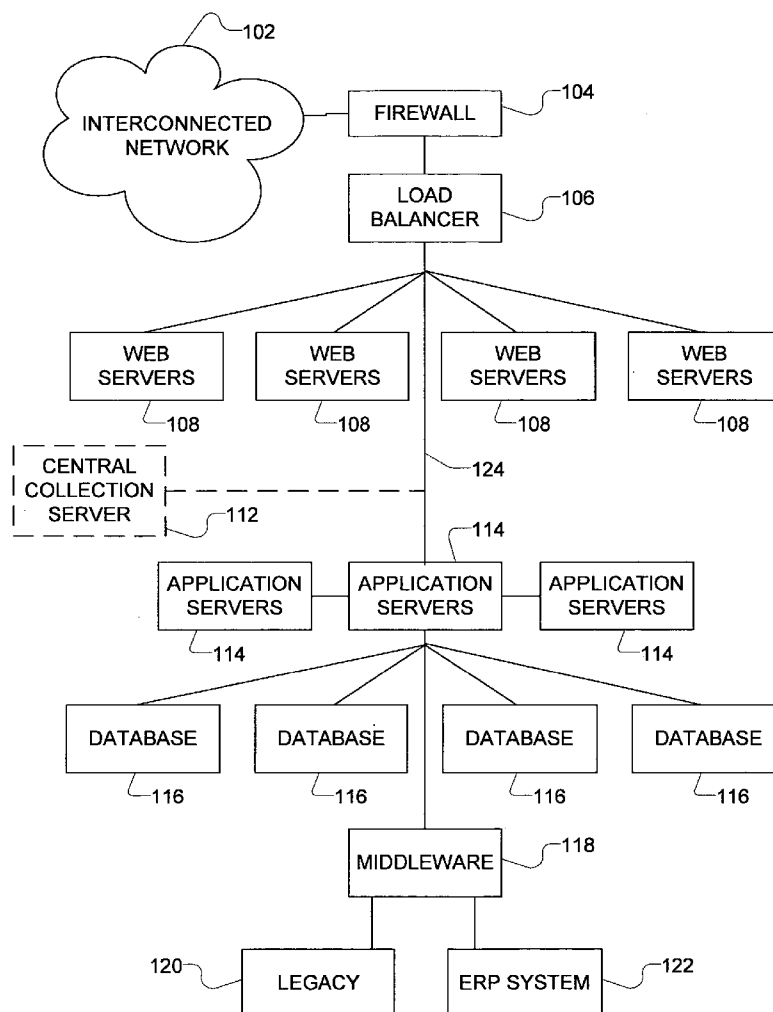 102
INTERCONNECTED
NETWORK
FIREWALL
104
LOAD
BALANCER
106
WEB
SERVERS
108
WEB
SERVERS
108
WEB
SERVERS
108
WEB
SERVERS
108
CENTRAL
COLLECTION
SERVER
112
124
114
APPLICATION
SERVERS
114
APPLICATION
SERVERS
APPLICATION
SERVERS
114
DATABASE
116
DATABASE
116
DATABASE
116
DATABASE
116
MIDDLEWARE
118
120
LEGACY
ERP SYSTEM
122